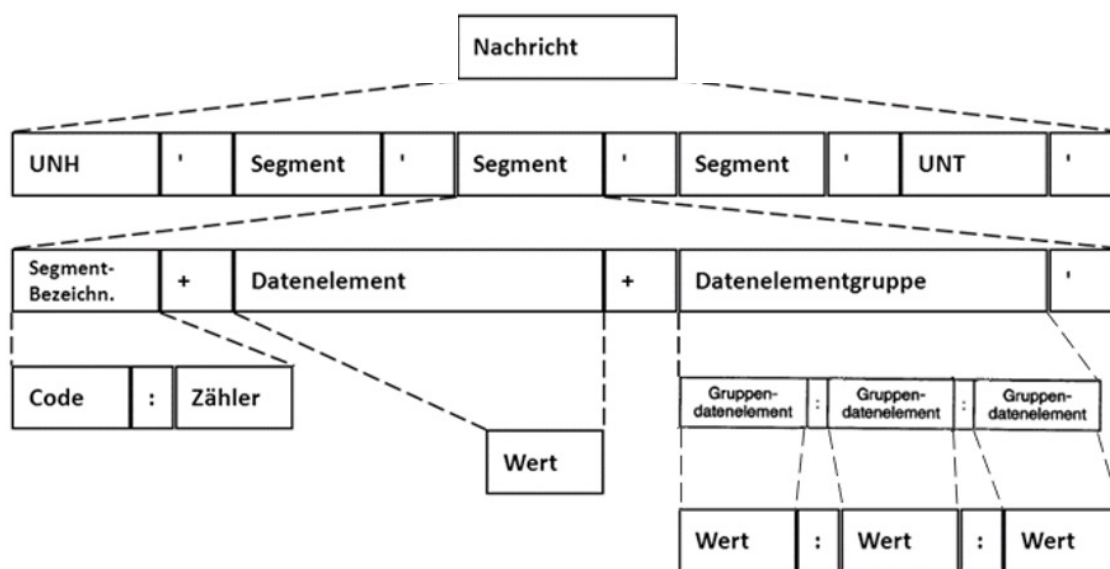 Nachricht
UNH ' Segment ' Segment ' Segment ' UNT '
Segment-
Bezeichn. + Datenelement + Datenelementgruppe '
Code : Zähler
Gruppen-
datenelement : Gruppen-
datenelement : Gruppen-
datenelement
Wert
Wert : Wert : Wert